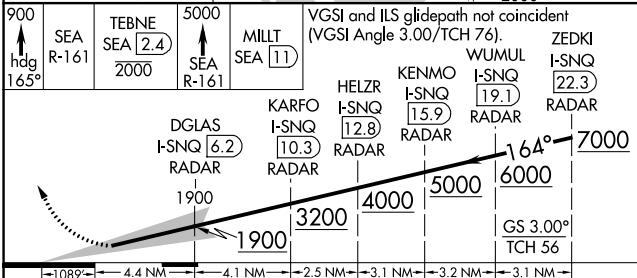 900
hdg
165°
SEA
R-161
TEBNE
SEA 2.4
2000
5000
SEA
R-161
MILLT
SEA 11
VGSI and ILS glidepath not coincident
(VGSI Angle 3.00/TCH 76).
ZEDKI
I-SNQ
22.3
RADAR
WUMUL
I-SNQ
19.1
RADAR
KENMO
I-SNQ
15.9
RADAR
HELZR
I-SNQ
12.8
RADAR
KARFO
I-SNQ
10.3
RADAR
DGLAS
I-SNQ 6.2
RADAR
1900
164°
7000
6000
5000
4000
3200
1900
GS 3.00°
TCH 56
1089'
4.4 NM
4.1 NM
2.5 NM
3.1 NM
3.2 NM
3.1 NM